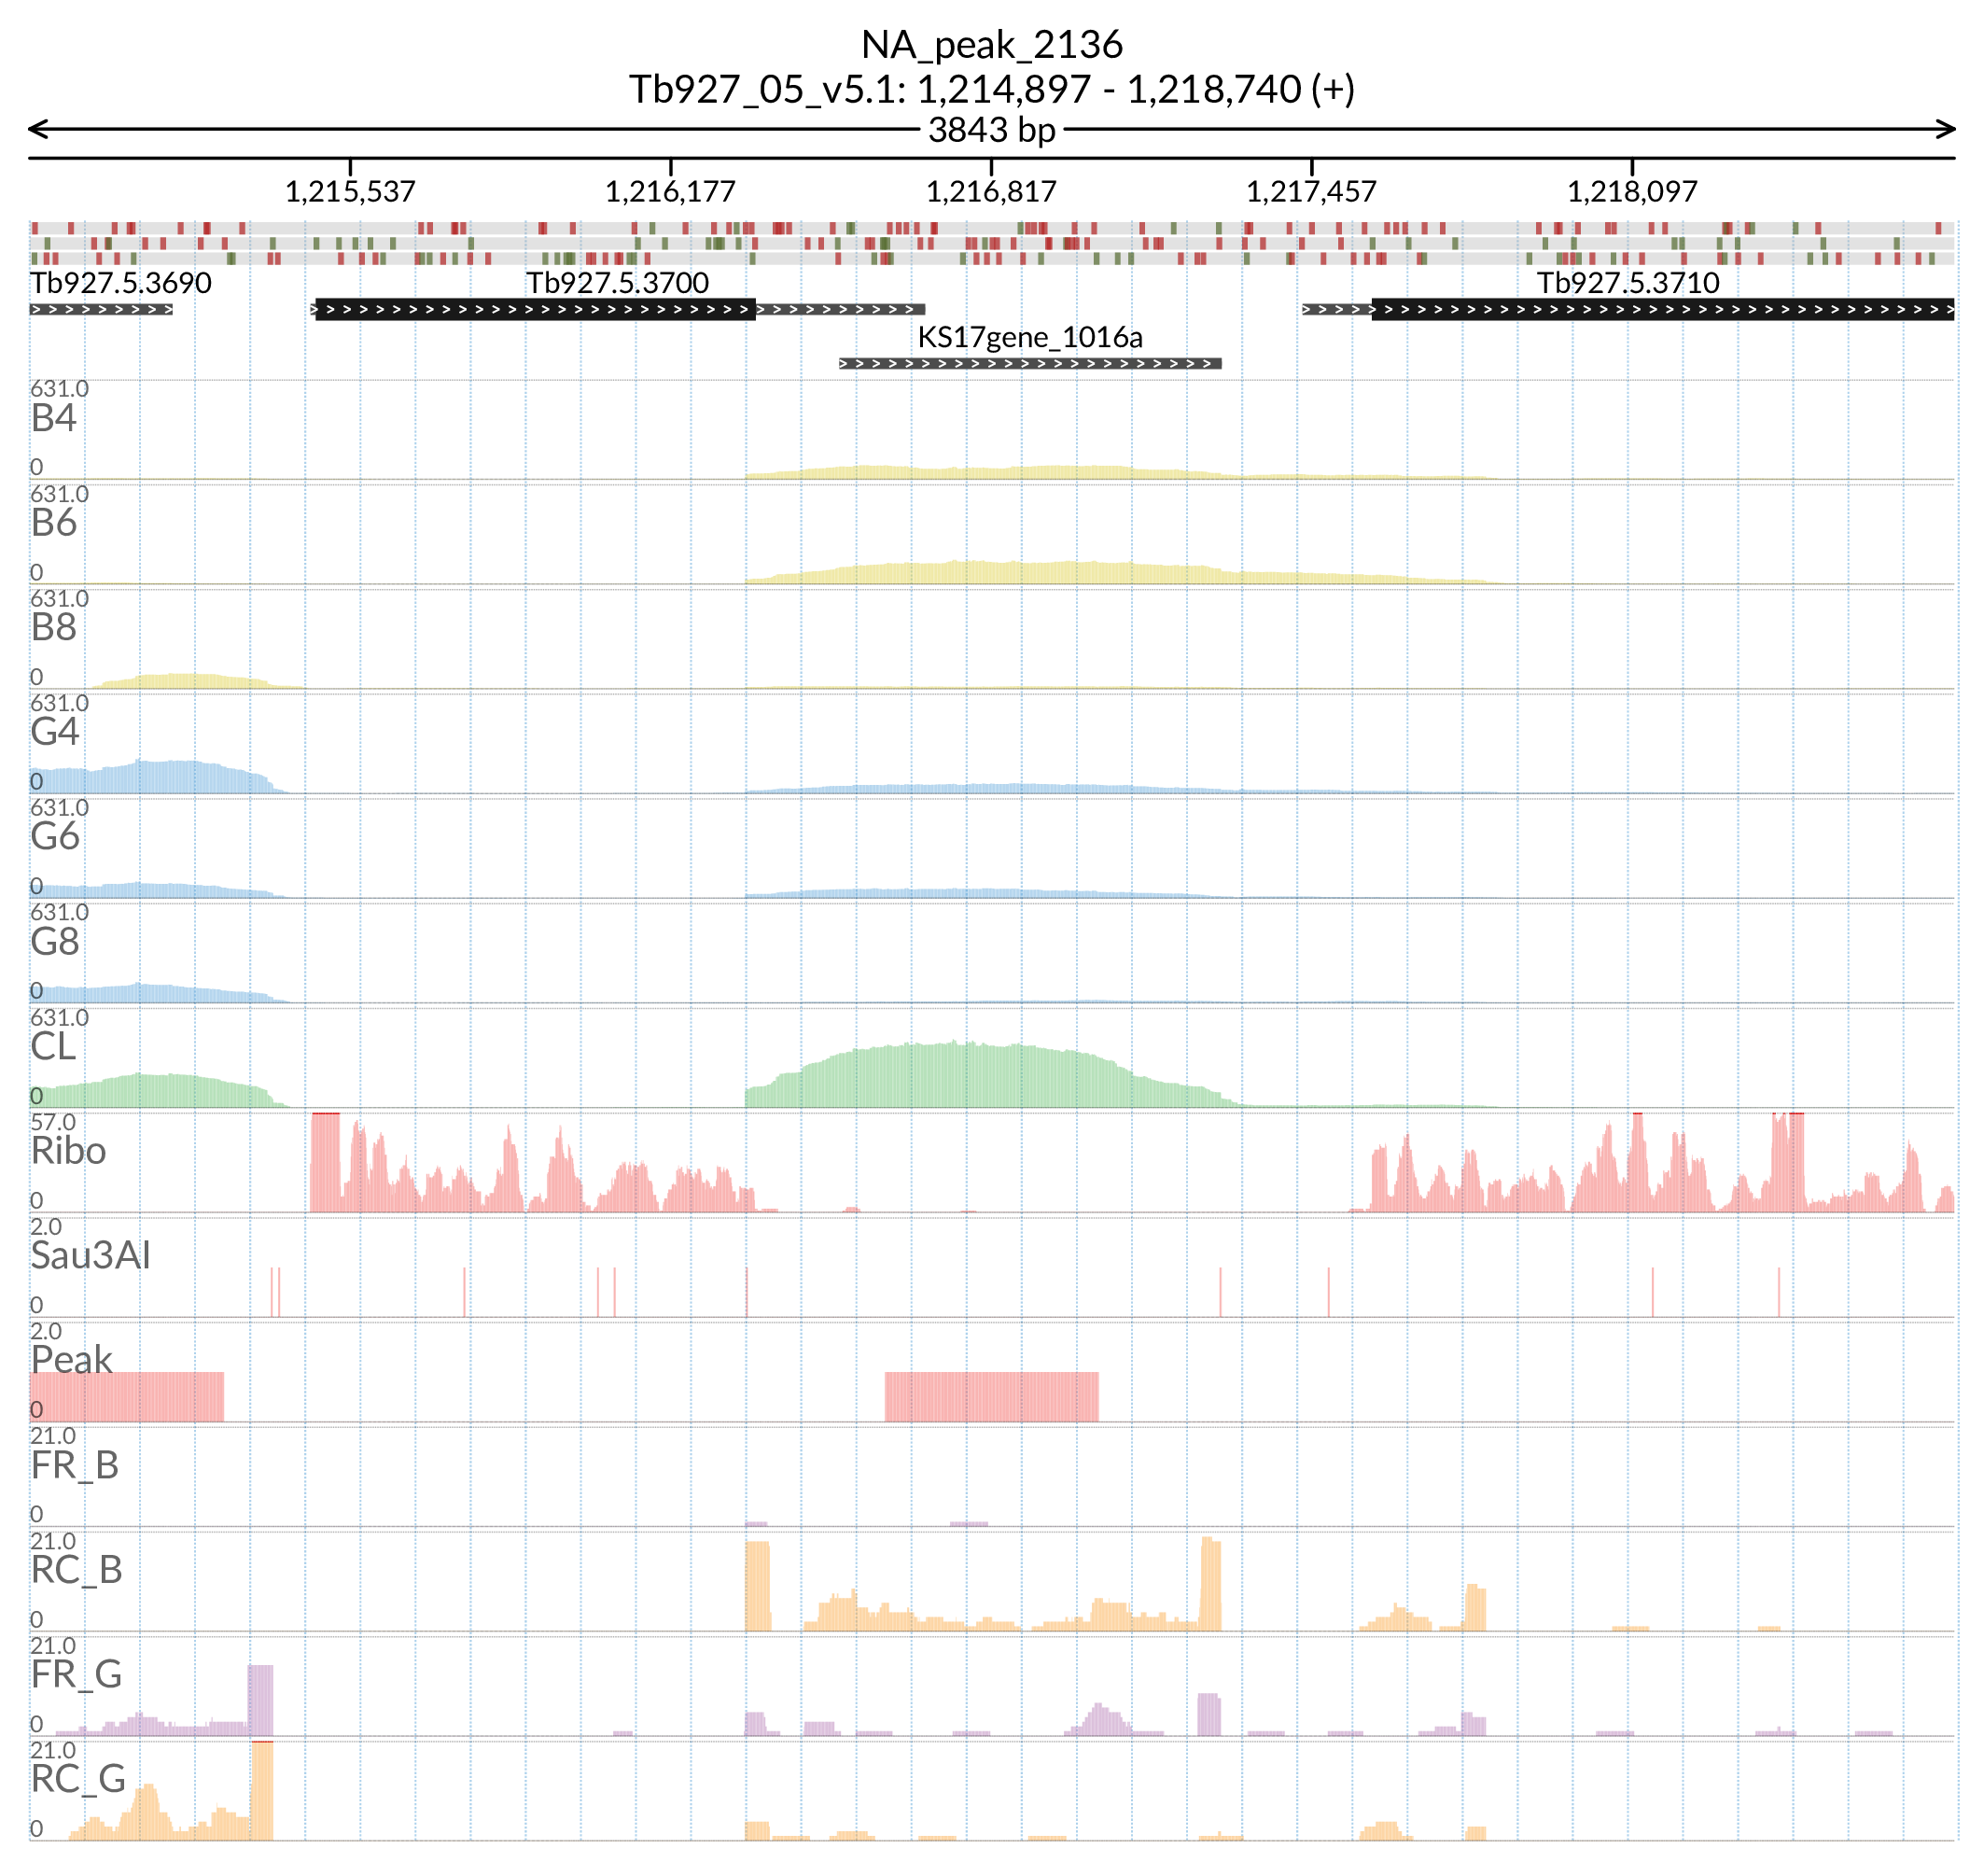 NA_peak_2136
Tb927_05_v5.1: 1,214,897 - 1,218,740 (+)
3843 bp
1,215,537 1,216,177 1,216,817 1,217,457 1,218,097
Tb927.5.3690 Tb927.5.3700 Tb927.5.3710
KS17gene_1016a
631.0
B4
0
631.0
B6
0
631.0
B8
0
631.0
G4
0
631.0
G6
0
631.0
G8
0
631.0
CL
0
57.0
Ribo
0
2.0
Sau3AI
0
2.0
Peak
0
21.0
FR_B
0
21.0
RC_B
0
21.0
FR_G
0
21.0
RC_G
0